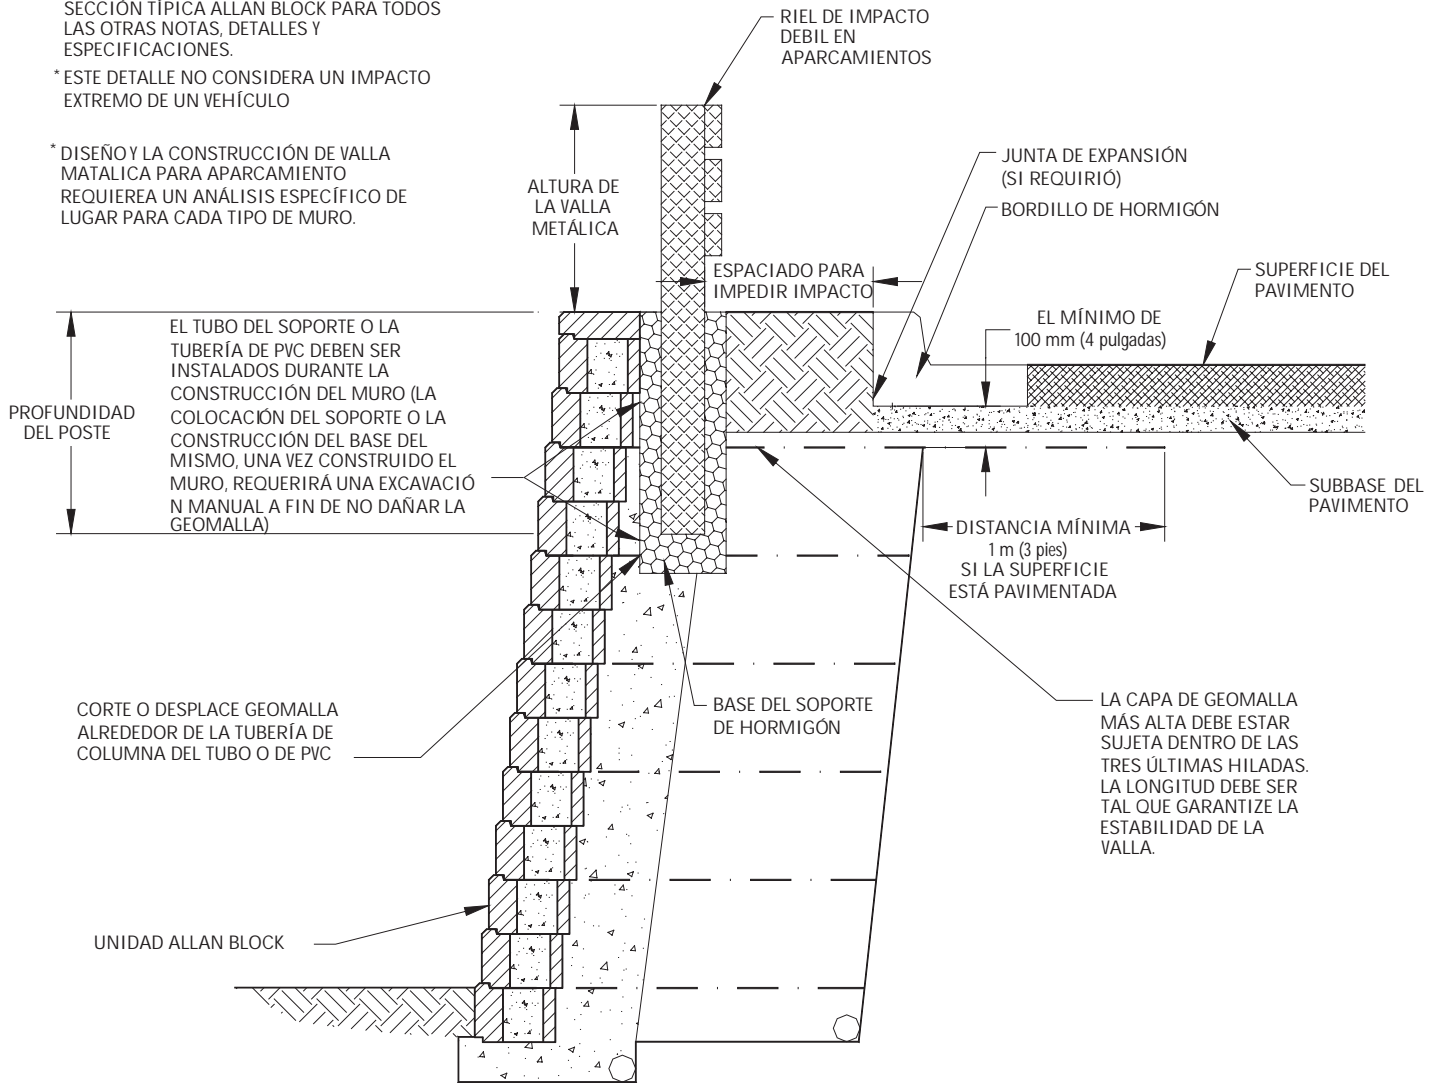 SECCIÓN TÍPICA ALLAN BLOCK PARA TODOS
LAS OTRAS NOTAS, DETALLES Y
ESPECIFICACIONES.
* ESTE DETALLE NO CONSIDERA UN IMPACTO
EXTREMO DE UN VEHÍCULO
* DISEÑO Y LA CONSTRUCCIÓN DE VALLA
MATALICA PARA APARCAMIENTO
REQUIEREA UN ANÁLISIS ESPECÍFICO DE
LUGAR PARA CADA TIPO DE MURO.
RIEL DE IMPACTO
DEBIL EN
APARCAMIENTOS
ALTURA DE
LA VALLA
METÁLICA
JUNTA DE EXPANSIÓN
(SI REQUIRIÓ)
BORDILLO DE HORMIGÓN
ESPACIADO PARA
IMPEDIR IMPACTO
SUPERFICIE DEL
PAVIMENTO
EL MÍNIMO DE
100 mm (4 pulgadas)
PROFUNDIDAD
DEL POSTE
EL TUBO DEL SOPORTE O LA
TUBERÍA DE PVC DEBEN SER
INSTALADOS DURANTE LA
CONSTRUCCIÓN DEL MURO (LA
COLOCACIÓN DEL SOPORTE O LA
CONSTRUCCIÓN DEL BASE DEL
MISMO, UNA VEZ CONSTRUIDO EL
MURO, REQUERIRÁ UNA EXCAVACIÓ
N MANUAL A FIN DE NO DAÑAR LA
GEOMALLA)
SUBBASE DEL
PAVIMENTO
DISTANCIA MÍNIMA
1 m (3 pies)
SI LA SUPERFICIE
ESTÁ PAVIMENTADA
CORTE O DESPLACE GEOMALLA
ALREDEDOR DE LA TUBERÍA DE
COLUMNA DEL TUBO O DE PVC
BASE DEL SOPORTE
DE HORMIGÓN
LA CAPA DE GEOMALLA
MÁS ALTA DEBE ESTAR
SUJETA DENTRO DE LAS
TRES ÚLTIMAS HILADAS.
LA LONGITUD DEBE SER
TAL QUE GARANTIZE LA
ESTABILIDAD DE LA
VALLA.
UNIDAD ALLAN BLOCK